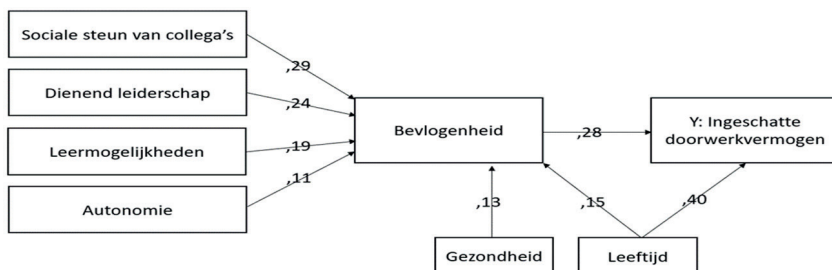 Sociale steun van collega's
,29
Dienend leiderschap
,24
Bevlogenheid
,28
Y: Ingeschatte
doorwerkvermogen
Leermogelijkheden
,19
,11
Autonomie
,13
,15
,40
Gezondheid
Leeftijd